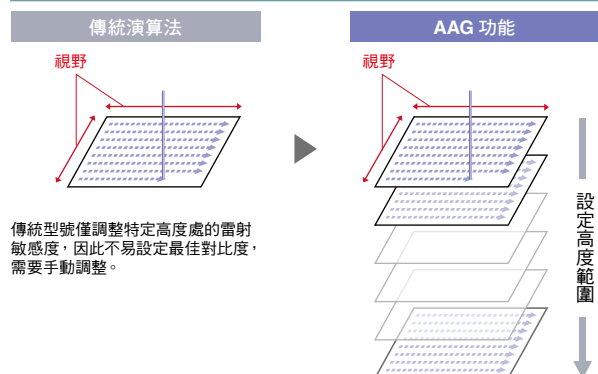 傳統演算法
AAG 功能
視野
視野
傳統型號僅調整特定高度處的雷射
敏感度，因此不易設定最佳對比度，
需要手動調整。
設定高度範圍